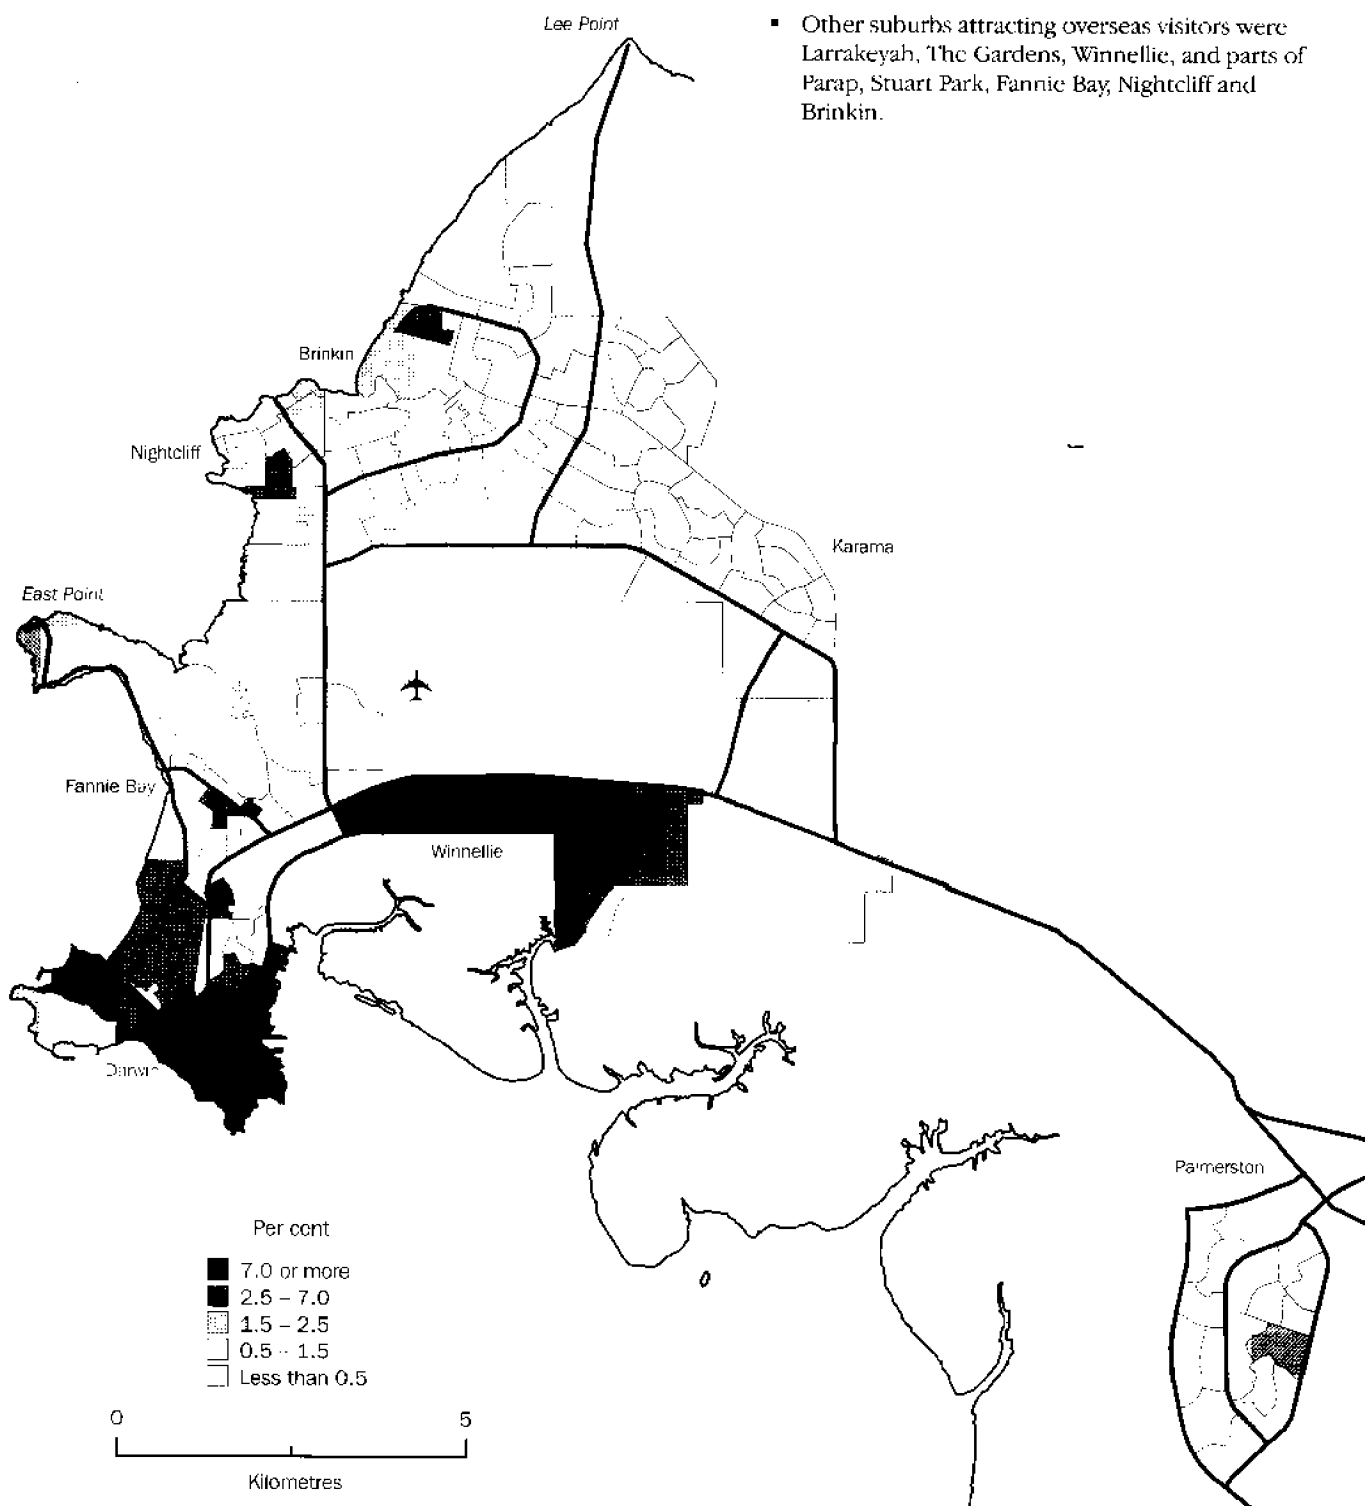 Lee Point
▪ Other suburbs attracting overseas visitors were
Larrakeyah, The Gardens, Winnellie, and parts of
Parap, Stuart Park, Fannie Bay, Nightcliff and
Brinkin.
Brinkin
Nightcliff
Karama
East Point
Fannie Bay
Winnellie
Darwin
Palmerston
Per cent
7.0 or more
2.5 – 7.0
1.5 – 2.5
0.5 – 1.5
Less than 0.5
0 5
Kilometres